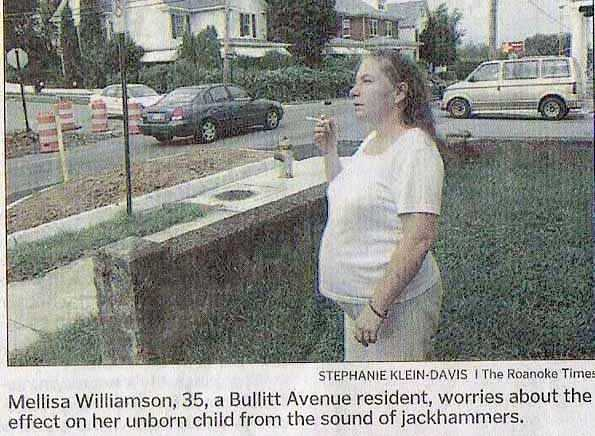 STEPHANIE KLEIN-DAVIS I The Roanoke Times
Mellisa Williamson, 35, a Bullitt Avenue resident, worries about the
effect on her unborn child from the sound of jackhammers.